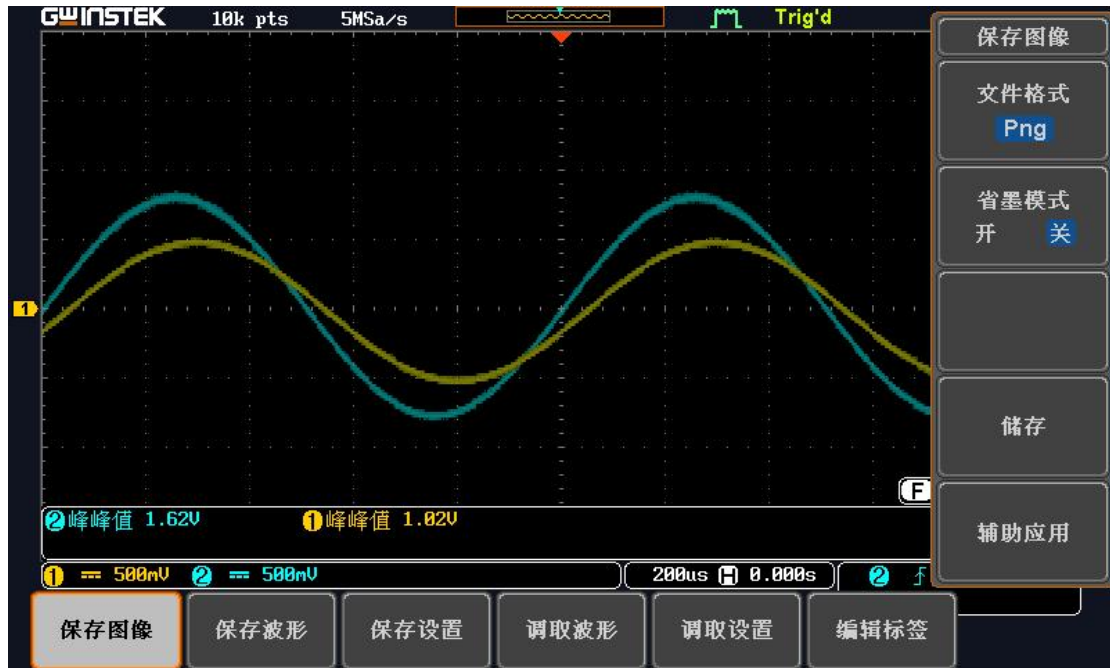 GWINSTEK 10k pts 5MSa/s Trig'd
保存图像
文件格式
Png
省墨模式
开 关
储存
辅助应用
1
F
2峰峰值 1.62V 1峰峰值 1.02V
1 500mV 2 500mV 200us H 0.000s 2
保存图像 保存波形 保存设置 调取波形 调取设置 编辑标签